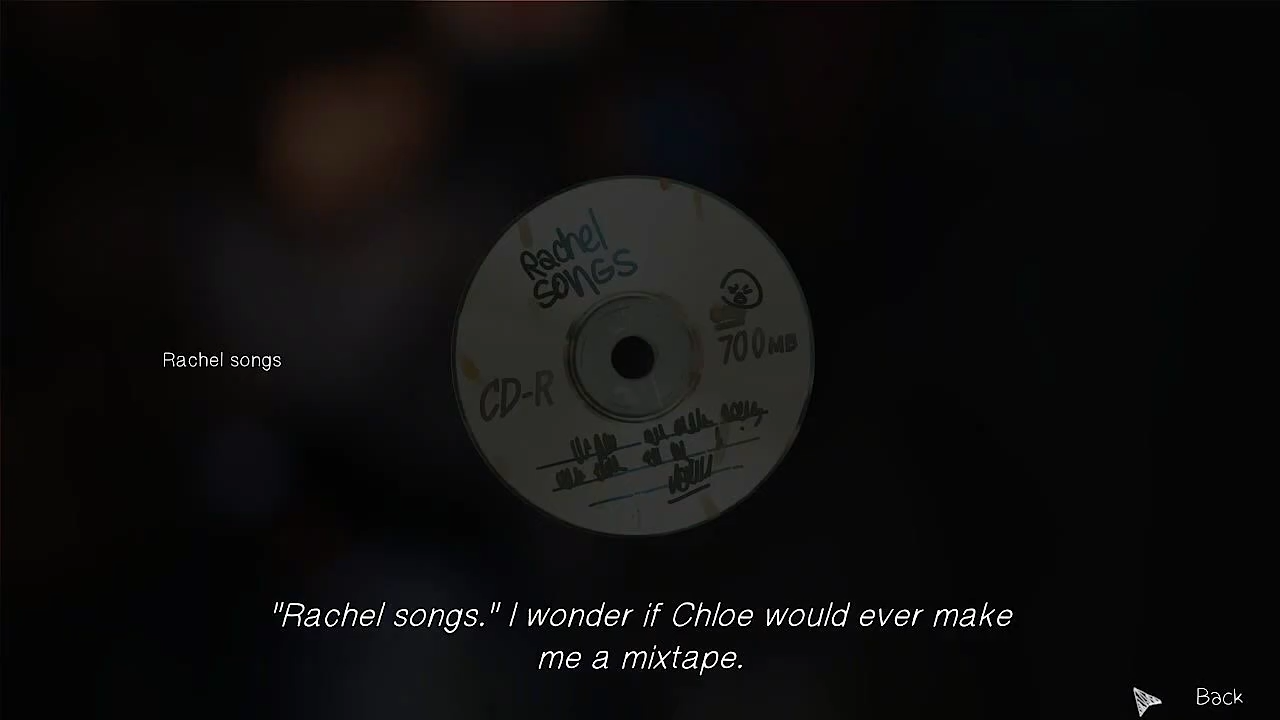 Rachel
SONGS
700MB
CD-R
Rachel songs
"Rachel songs." I wonder if Chloe would ever make
me a mixtape.
Back